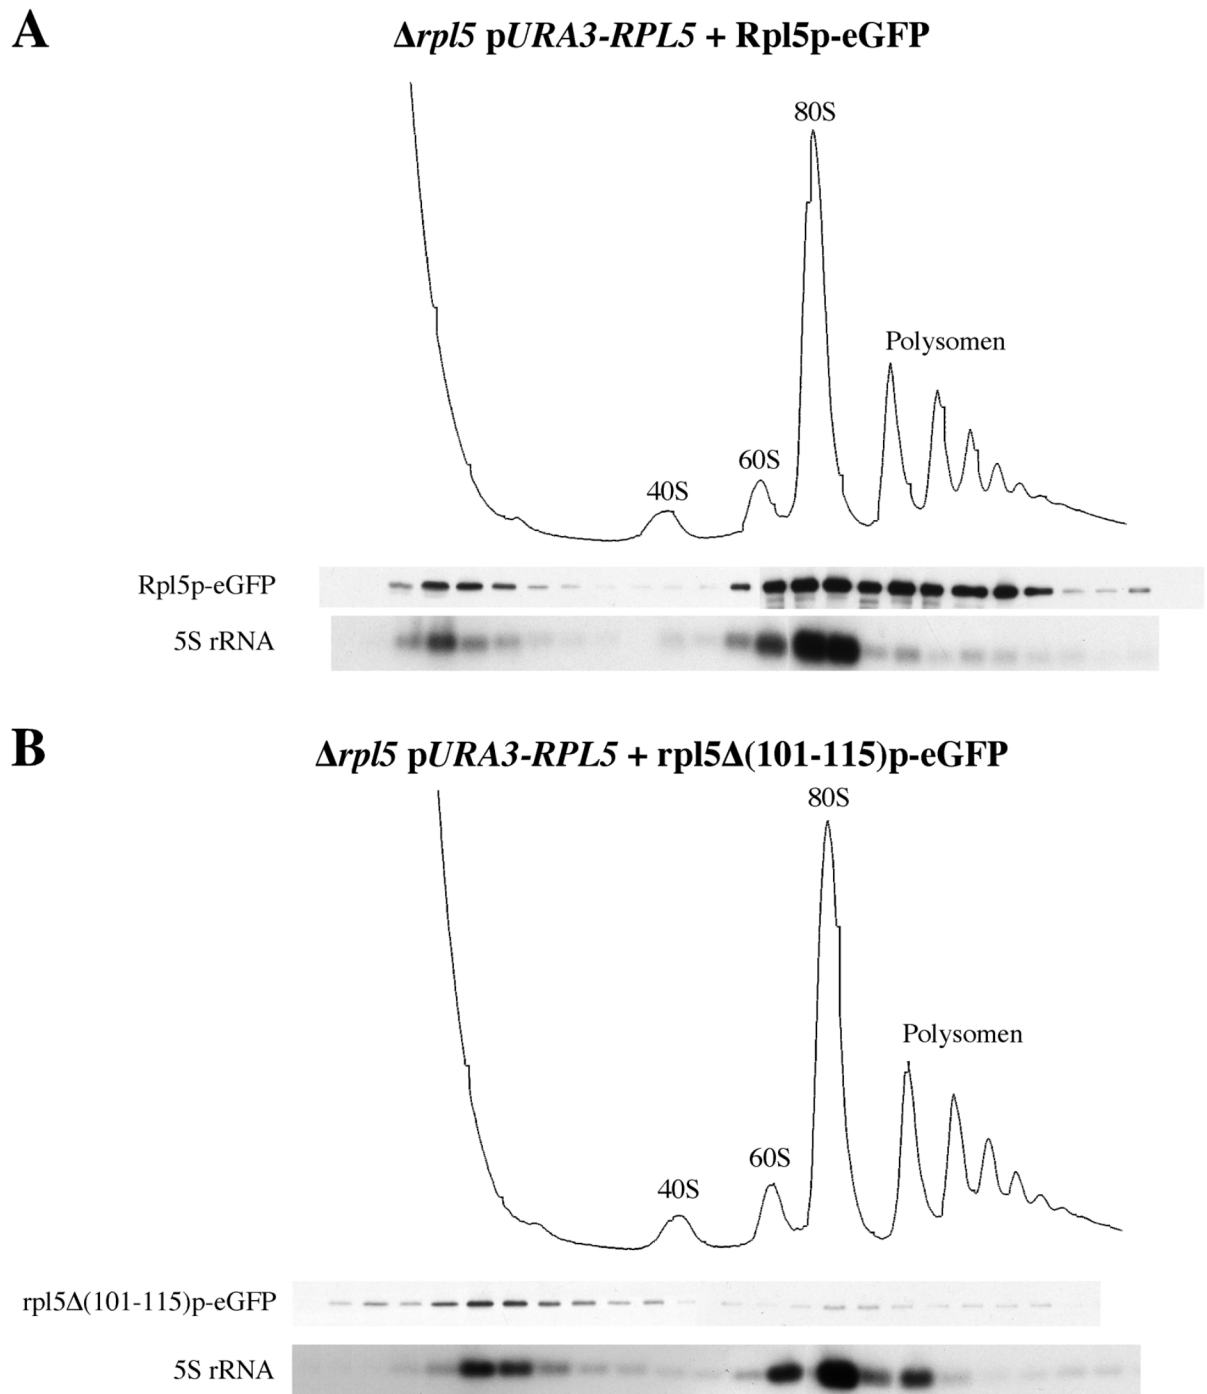 A
Δrpl5 pURA3-RPL5 + Rpl5p-eGFP
80S
Polysomen
60S
40S
Rpl5p-eGFP
5S rRNA
B
Δrpl5 pURA3-RPL5 + rpl5Δ(101-115)p-eGFP
80S
Polysomen
60S
40S
rpl5Δ(101-115)p-eGFP
5S rRNA